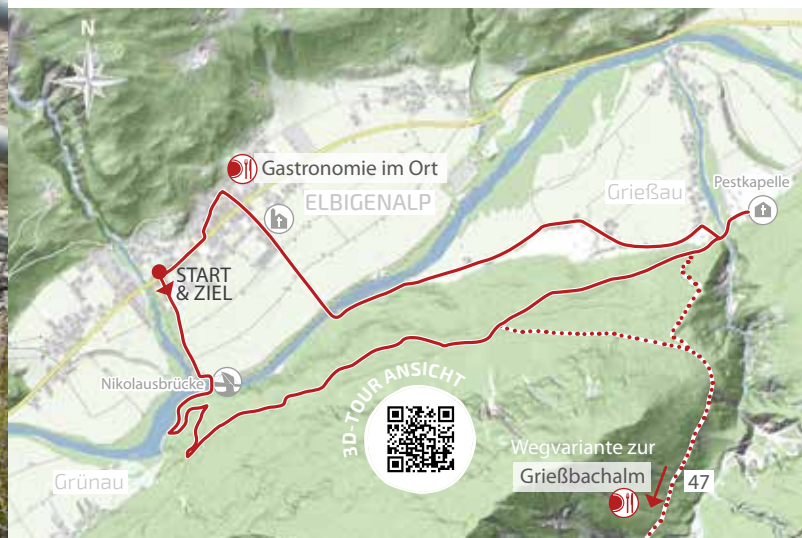 N
Gastronomie im Ort
ELBIGENALP
Grießau
Pestkapelle
START
& ZIEL
Nikolausbrücke
3D-TOUR ANSICHT
Grünau
Wegvariante zur
Grießbachalm
47